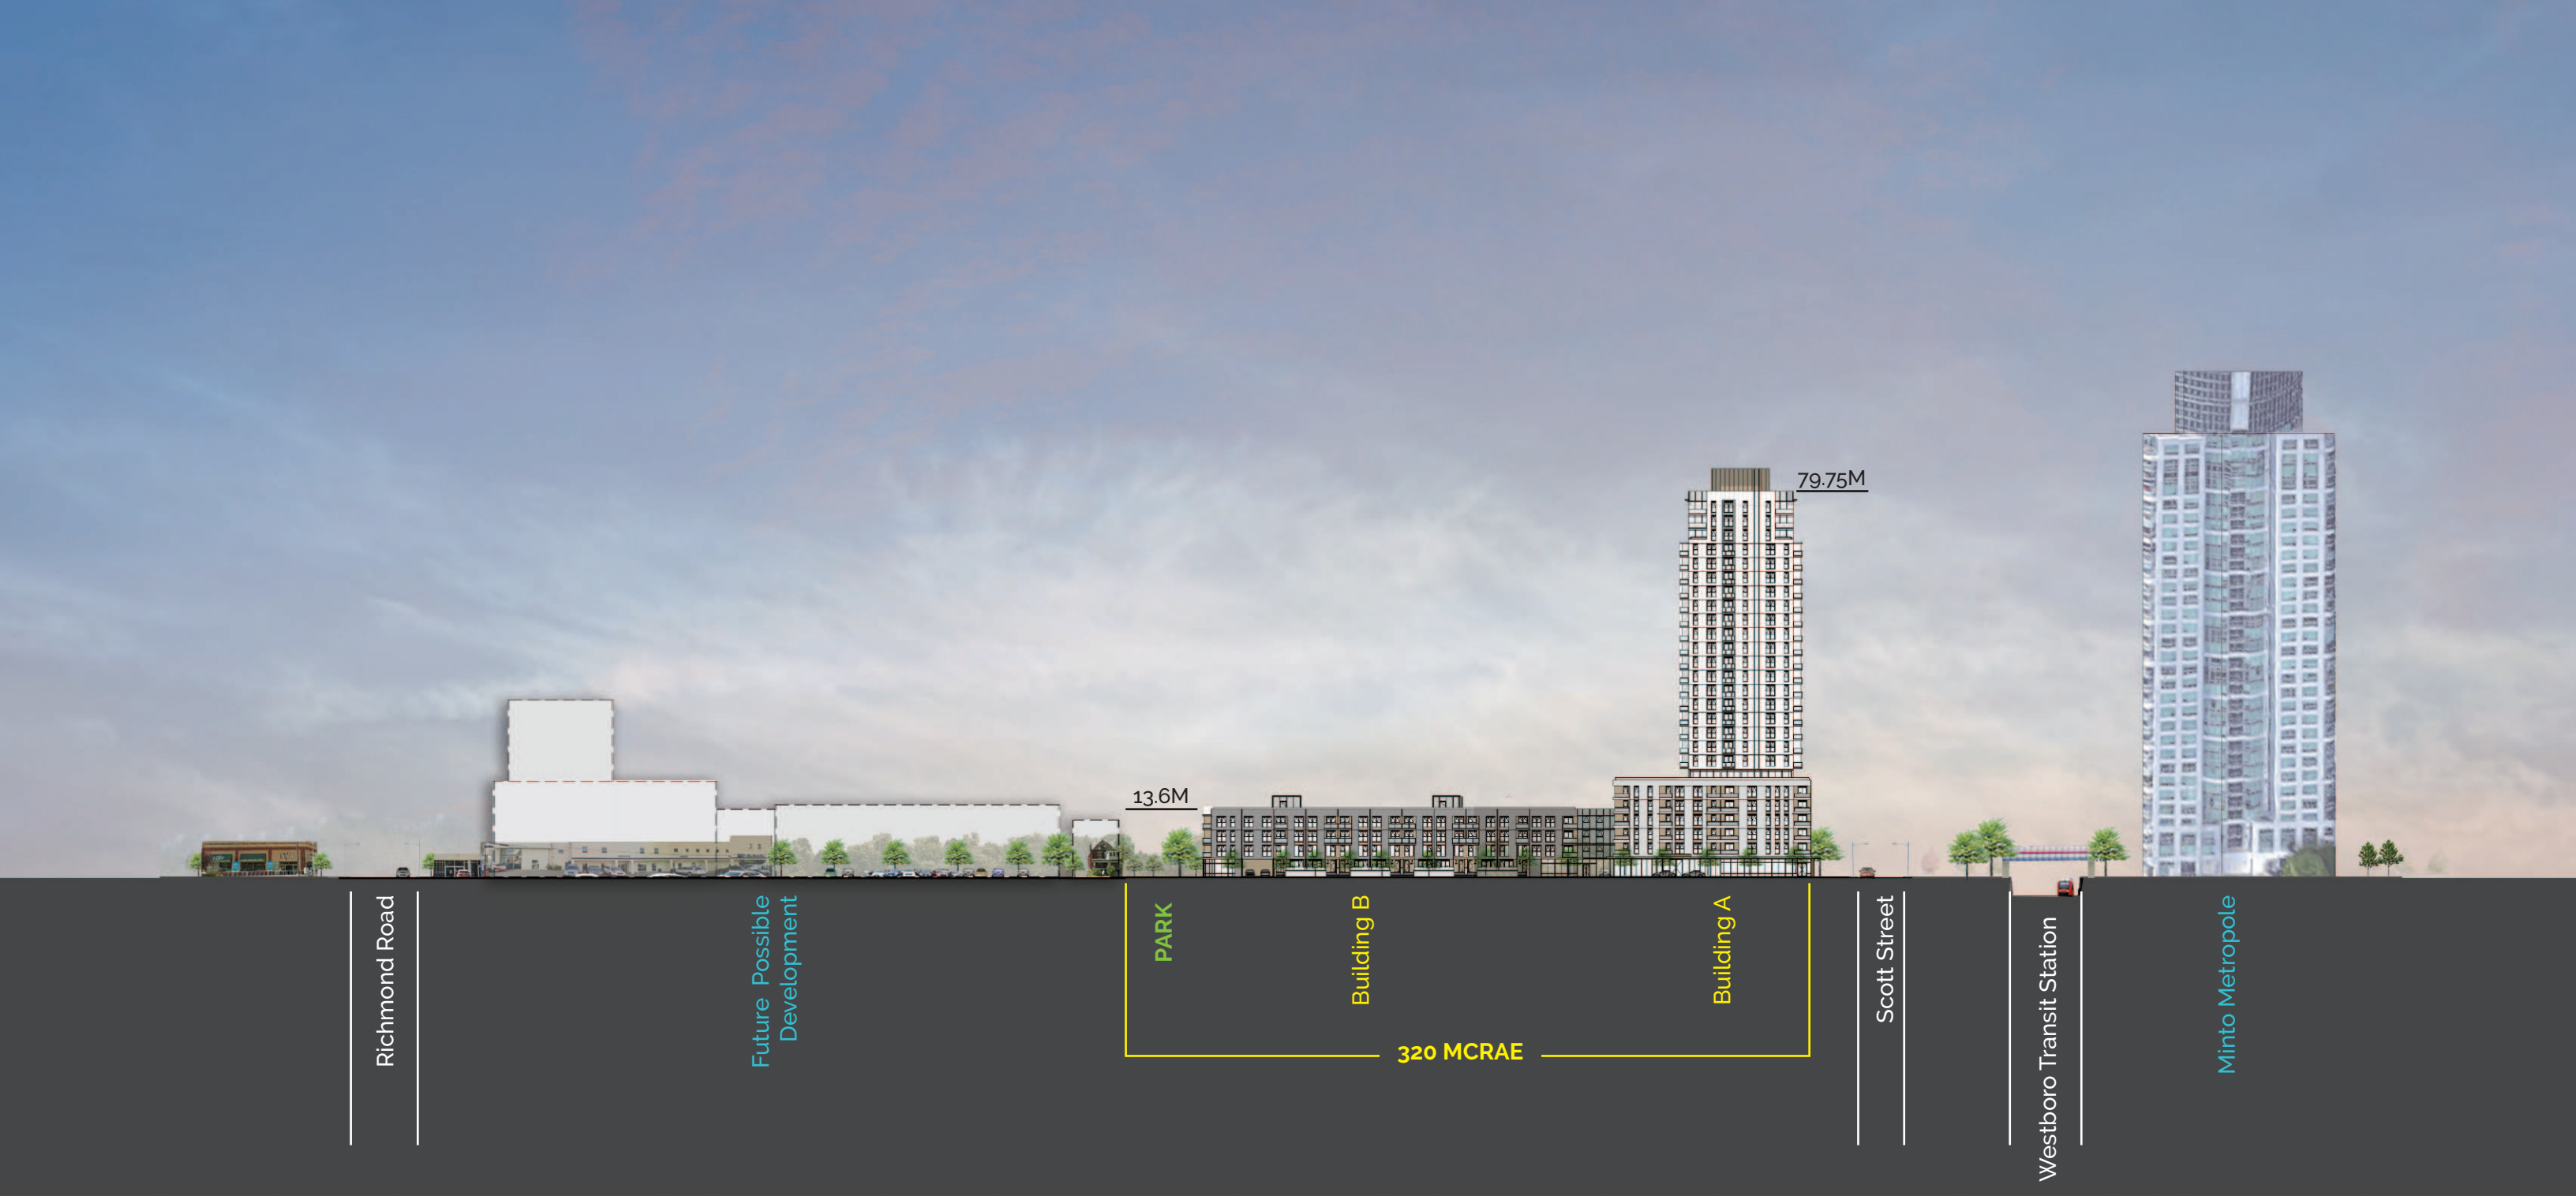 79.75M
13.6M
Richmond Road
Future Possible
Development
PARK
Building B
Building A
Scott Street
Westboro Transit Station
Minto Metropole
320 MCRAE